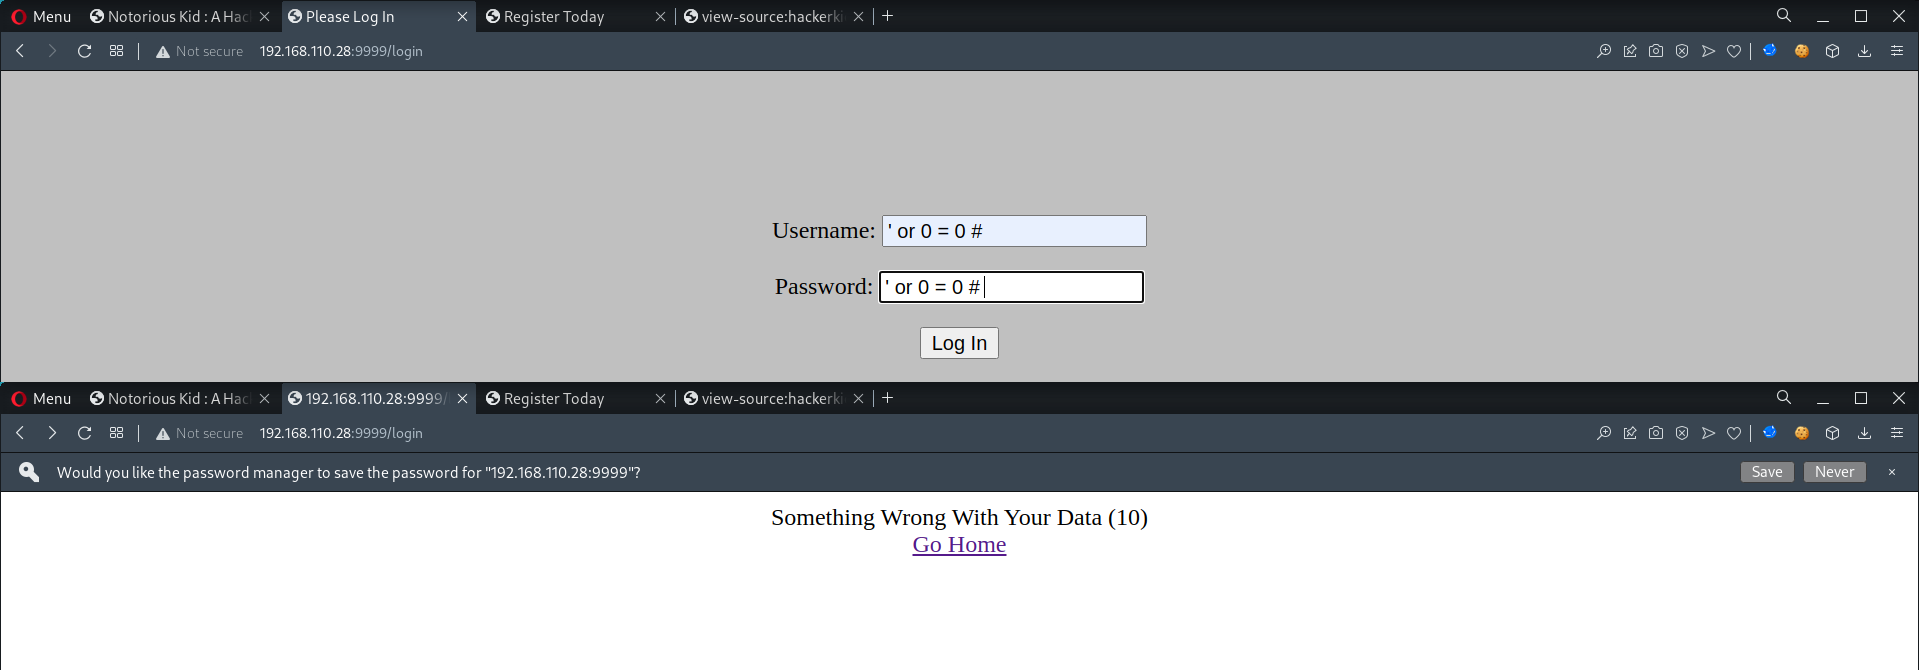 Menu Notorious Kid : A Hac Please Log In Register Today view-source:hackerki
Not secure 192.168.110.28:9999/login
Username: ' or 0 = 0 #
Password: ' or 0 = 0 #
Log In
Menu Notorious Kid : A Hac 192.168.110.28:9999/ Register Today view-source:hackerki
Not secure 192.168.110.28:9999/login
Would you like the password manager to save the password for "192.168.110.28:9999"? Save Never
Something Wrong With Your Data (10)
Go Home